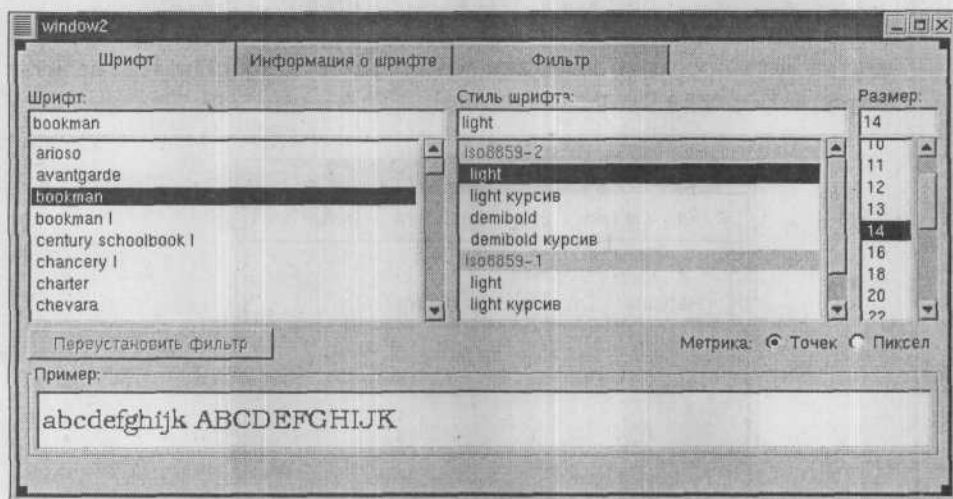 window2
Шрифт Информация о шрифте Фильтр
Шрифт: Стиль шрифта: Размер:
bookman light 14
arioso
avantgarde
bookman
bookman l
century schoolbook l
chancery l
charter
chevara
iso8859-2
light
light курсив
demibold
demibold курсив
iso8859-1
light
light курсив
10
11
12
13
14
16
18
20
22
Переустановить фильтр Метрика: Точек Пиксел
Пример:
abcdefghijk ABCDEFGHIJK